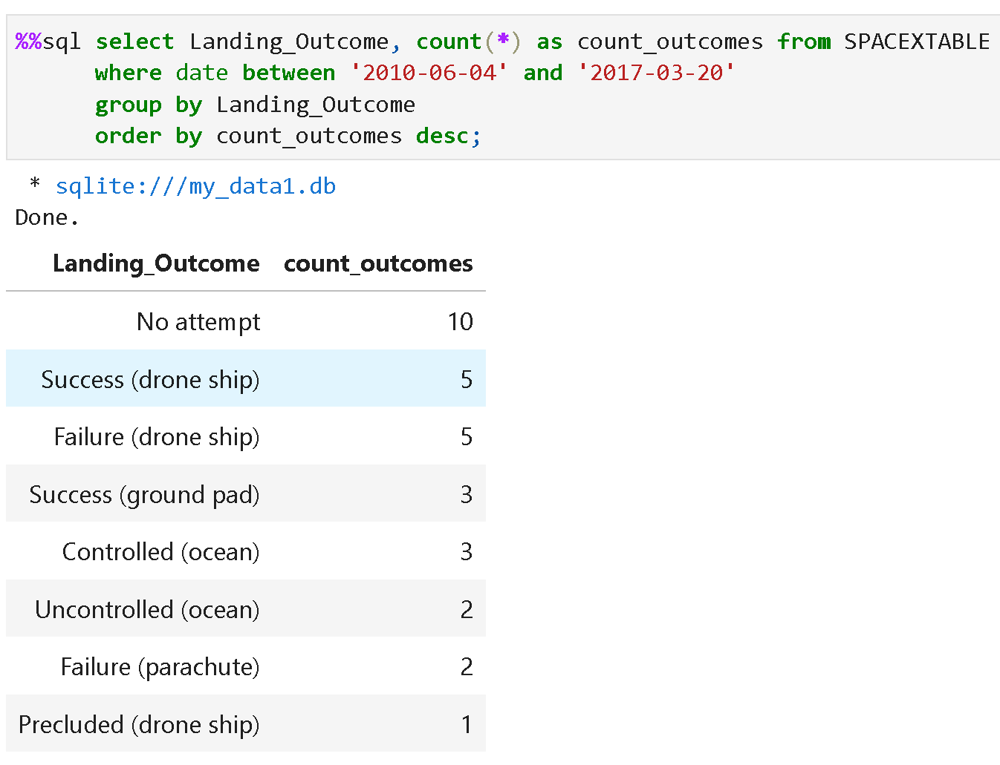 %%sql select Landing_Outcome, count(*) as count_outcomes from SPACEXTABLE
where date between '2010-06-04' and '2017-03-20'
group by Landing_Outcome
order by count_outcomes desc;
* sqlite:///my_data1.db
Done.
Landing_Outcome count_outcomes
No attempt 10
Success (drone ship) 5
Failure (drone ship) 5
Success (ground pad) 3
Controlled (ocean) 3
Uncontrolled (ocean) 2
Failure (parachute) 2
Precluded (drone ship) 1